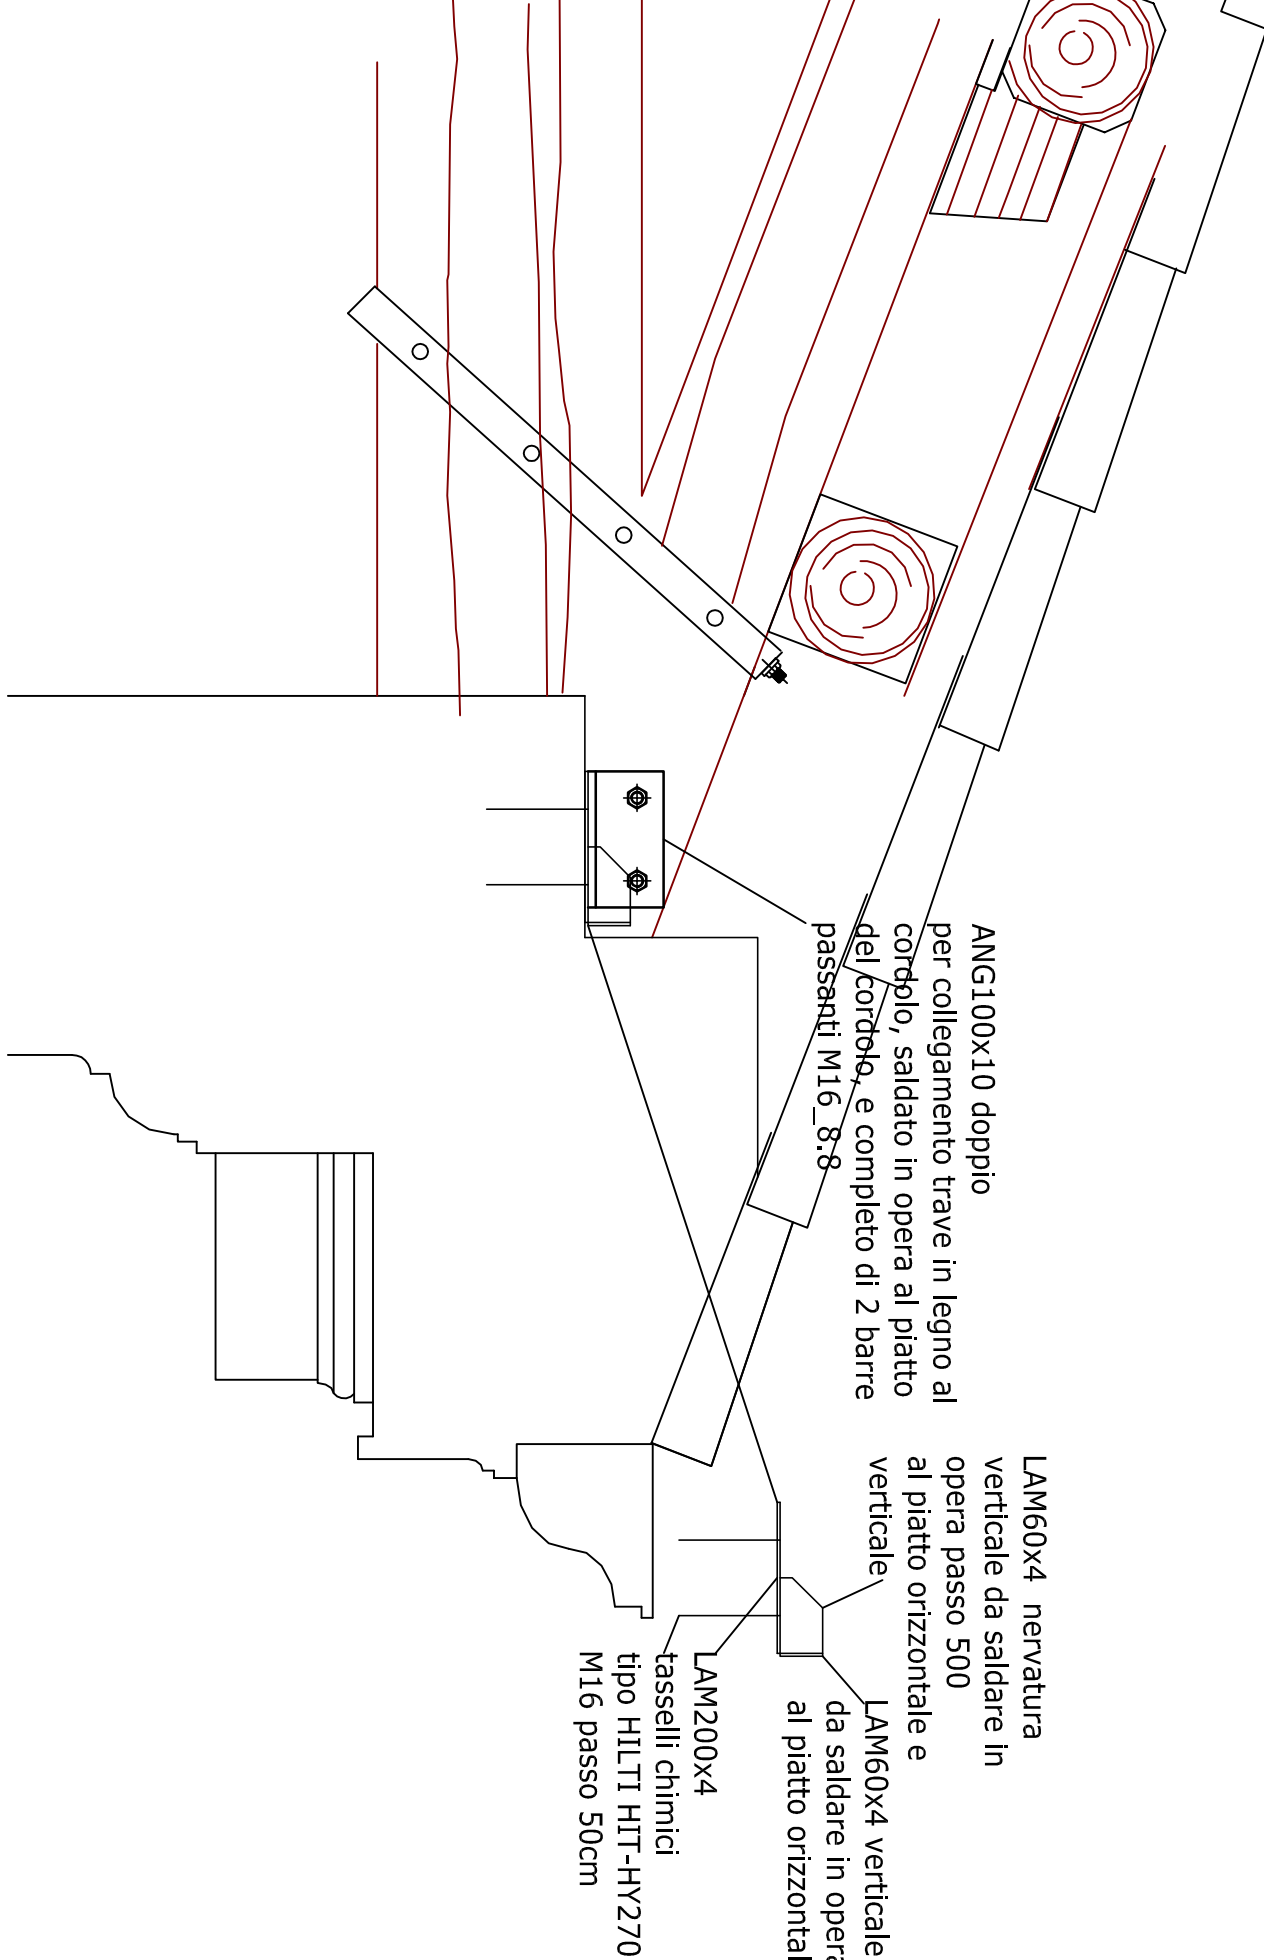 ANG100x10 doppio
per collegamento trave in legno al
cordolo, saldato in opera al piatto
del cordolo, e completo di 2 barre
passanti M16_8.8
LAM60x4 nervatura
verticale da saldare in
opera passo 500
al piatto orizzontale e
verticale
LAM60x4 verticale
da saldare in opera
al piatto orizzontal
LAM200x4
tasselli chimici
tipo HILTI HIT-HY270
M16 passo 50cm